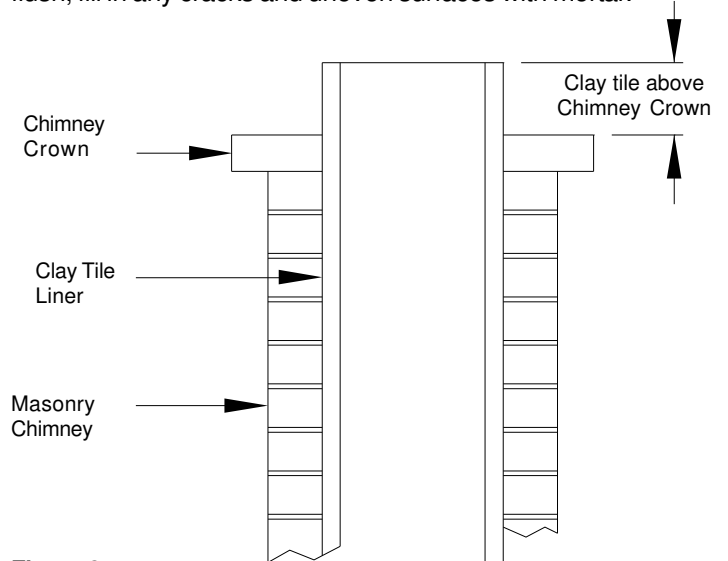 flush, fill in any cracks and uneven surfaces with mortar.
Clay tile above
Chimney Crown
Chimney
Crown
Clay Tile
Liner
Masonry
Chimney